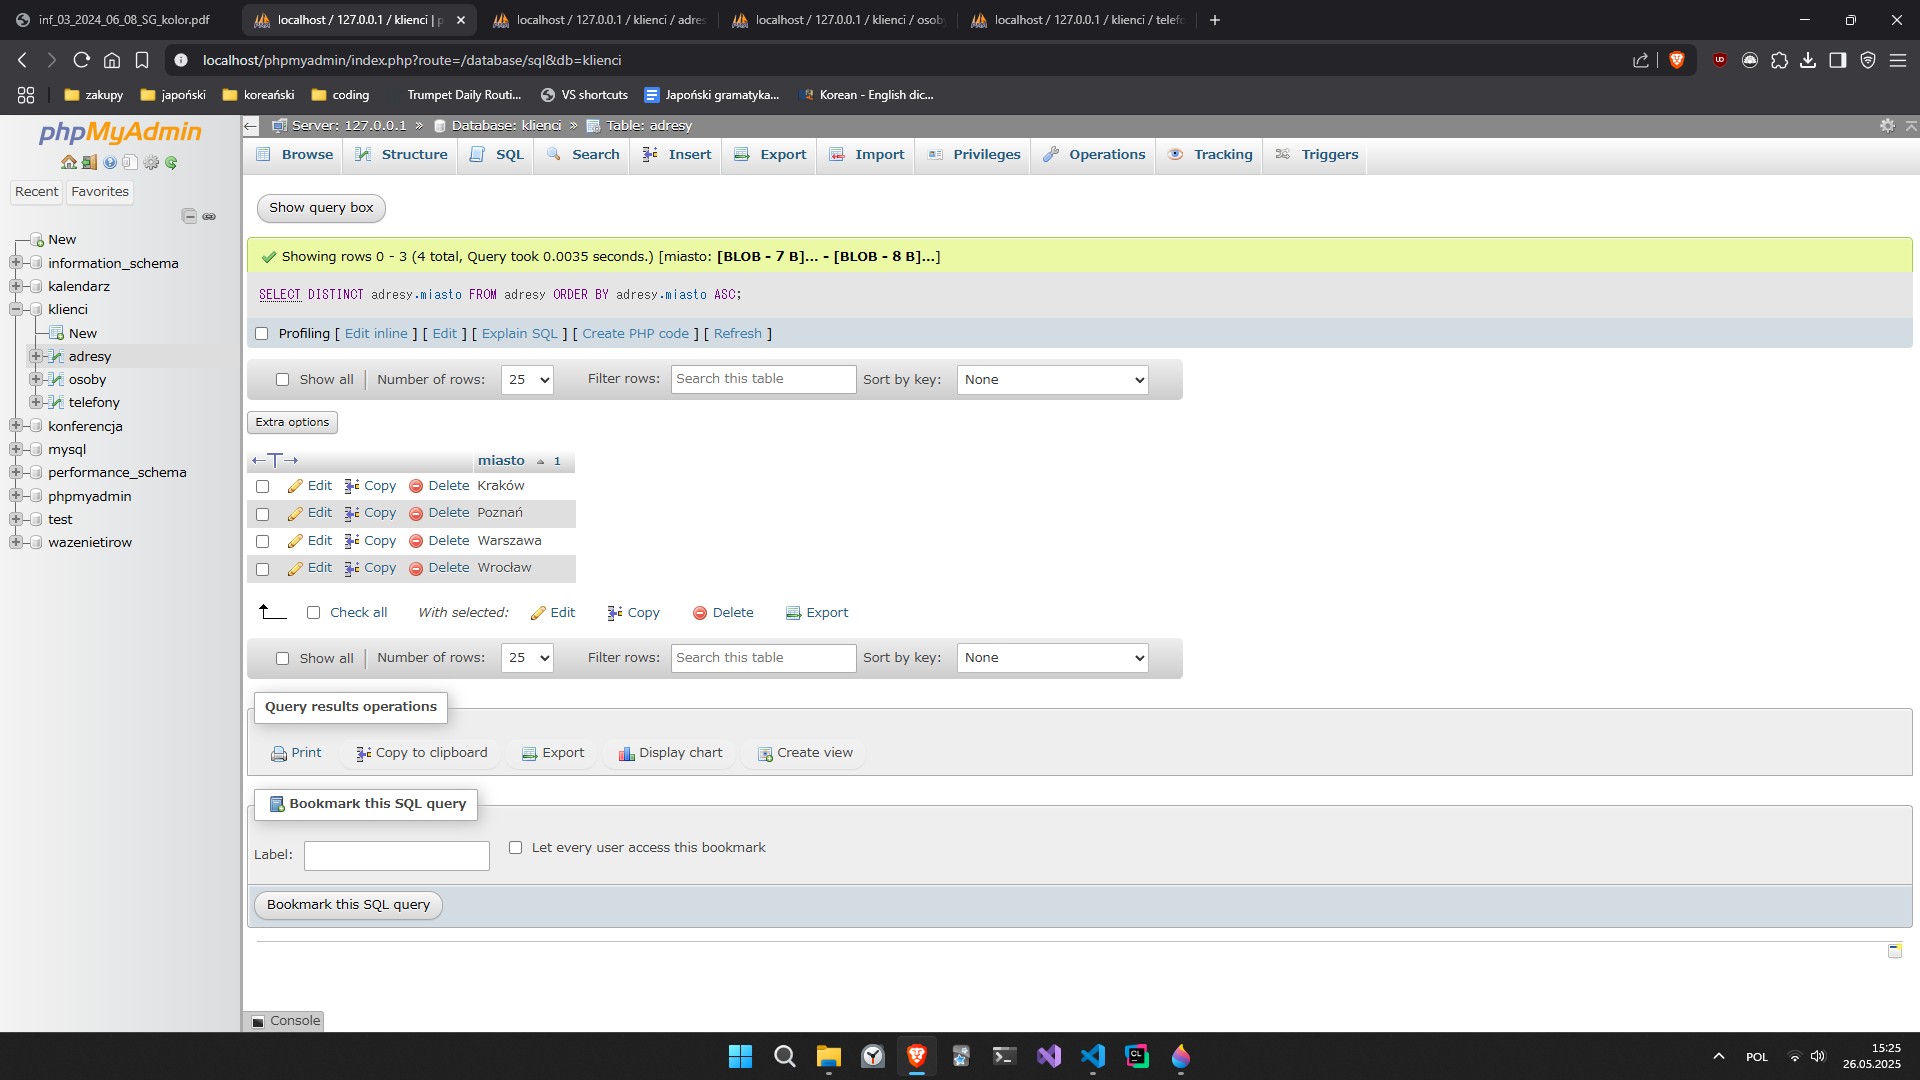 inf_03_2024_06_08_SG_kolor.pdf
localhost / 127.0.0.1 / klienci | p
localhost / 127.0.0.1 / klienci / adres
localhost / 127.0.0.1 / klienci / osoby
localhost / 127.0.0.1 / klienci / telefo
localhost/phpmyadmin/index.php?route=/database/sql&db=klienci
zakupy
japoński
koreański
coding
Trumpet Daily Routi...
VS shortcuts
Japoński gramatyka...
Korean - English dic...
phpMyAdmin
Recent
Favorites
New
information_schema
kalendarz
klienci
New
adresy
osoby
telefony
konferencja
mysql
performance_schema
phpmyadmin
test
wazenietirow
Server: 127.0.0.1 » Database: klienci » Table: adresy
Browse
Structure
SQL
Search
Insert
Export
Import
Privileges
Operations
Tracking
Triggers
Show query box
Showing rows 0 - 3 (4 total, Query took 0.0035 seconds.) [miasto: [BLOB - 7 B]... - [BLOB - 8 B]...]
SELECT DISTINCT adresy.miasto FROM adresy ORDER BY adresy.miasto ASC;
Profiling [ Edit inline ] [ Edit ] [ Explain SQL ] [ Create PHP code ] [ Refresh ]
Show all
Number of rows: 25
Filter rows: Search this table
Sort by key: None
Extra options
←T→ miasto 1
Edit Copy Delete Kraków
Edit Copy Delete Poznań
Edit Copy Delete Warszawa
Edit Copy Delete Wrocław
Check all With selected: Edit Copy Delete Export
Show all
Number of rows: 25
Filter rows: Search this table
Sort by key: None
Query results operations
Print
Copy to clipboard
Export
Display chart
Create view
Bookmark this SQL query
Label:
Let every user access this bookmark
Bookmark this SQL query
Console
POL
15:25
26.05.2025